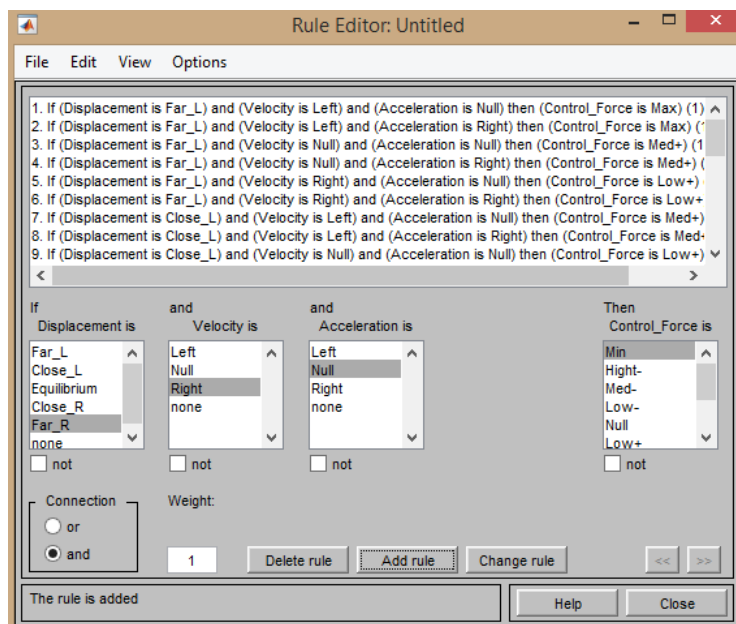 Rule Editor: Untitled
File Edit View Options
1. If (Displacement is Far_L) and (Velocity is Left) and (Acceleration is Null) then (Control_Force is Max) (1)
2. If (Displacement is Far_L) and (Velocity is Left) and (Acceleration is Right) then (Control_Force is Max) (1
3. If (Displacement is Far_L) and (Velocity is Null) and (Acceleration is Null) then (Control_Force is Med+) (1
4. If (Displacement is Far_L) and (Velocity is Null) and (Acceleration is Right) then (Control_Force is Med+) (
5. If (Displacement is Far_L) and (Velocity is Right) and (Acceleration is Null) then (Control_Force is Low+)
6. If (Displacement is Far_L) and (Velocity is Right) and (Acceleration is Right) then (Control_Force is Low+
7. If (Displacement is Close_L) and (Velocity is Left) and (Acceleration is Null) then (Control_Force is Med+)
8. If (Displacement is Close_L) and (Velocity is Left) and (Acceleration is Right) then (Control_Force is Med+
9. If (Displacement is Close_L) and (Velocity is Null) and (Acceleration is Null) then (Control_Force is Low+)
If and and Then
Displacement is Velocity is Acceleration is Control_Force is
Far_L Left Left Min
Close_L Null Null Hight-
Equilibrium Right Right Med-
Close_R none none Low-
Far_R Null
none Low+
not not not not
Connection Weight:
or
and 1 Delete rule Add rule Change rule << >>
The rule is added Help Close